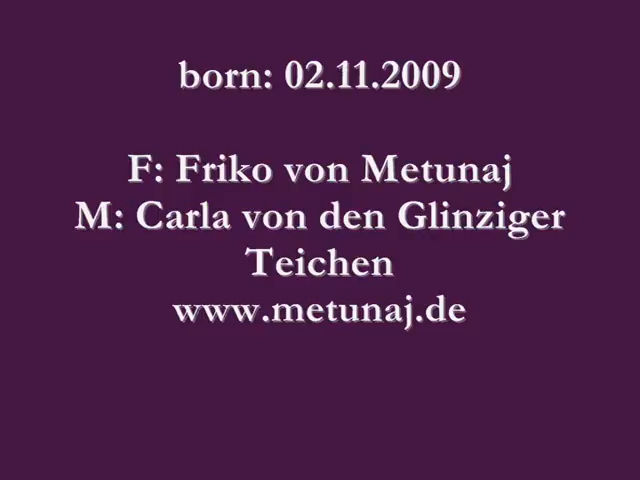 born: 02.11.2009
F: Friko von Metunaj
M: Carla von den Glinziger
Teichen
www.metunaj.de